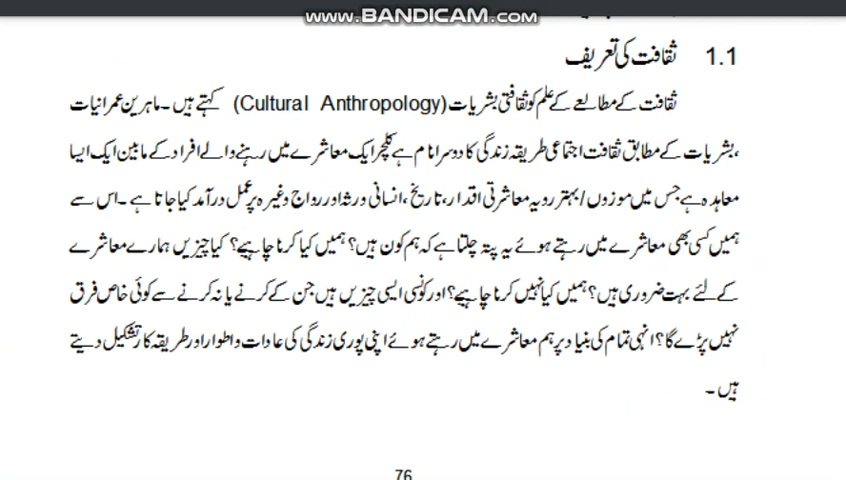 www.BANDICAM.com
1.1 ثقافت کی تعریف
ثقافت کے مطالعے کے علم کو ثقافتی بشریات (Cultural Anthropology) کہتے ہیں۔ ماہرین عمرانیات
،بشریات کے مطابق ثقافت اجتماعی طریقہ زندگی کا دوسرا نام ہے کلچر ایک معاشرے میں رہنے والے افراد کے مابین ایک ایسا
معاہدہ ہے جس میں موزوں / بہتر رویہ معاشرتی اقدار، تاریخ، انسانی ورثہ اور رواج وغیرہ پر عمل درآمد کیا جاتا ہے۔ اس سے
ہمیں کسی بھی معاشرے میں رہتے ہوئے یہ پتہ چلتا ہے کہ ہم کون ہیں؟ ہمیں کیا کرنا چاہیے؟ کیا چیزیں ہمارے معاشرے
کے لئے بہت ضروری ہیں؟ ہمیں کیا نہیں کرنا چاہیے؟ اور کونسی ایسی چیزیں ہیں جن کے کرنے یا نہ کرنے سے کوئی خاص فرق
نہیں پڑے گا؟ انہی تمام کی بنیاد پر ہم معاشرے میں رہتے ہوئے اپنی پوری زندگی کی عادات و اطوار اور طریقہ کار تشکیل دیتے
ہیں۔
76